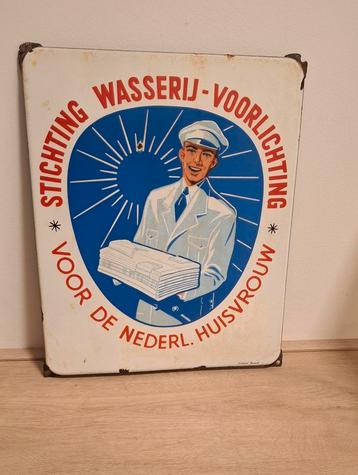 STICHTING WASSERIJ-VOORLICHTING
* VOOR DE NEDERL. HUISVROUW *